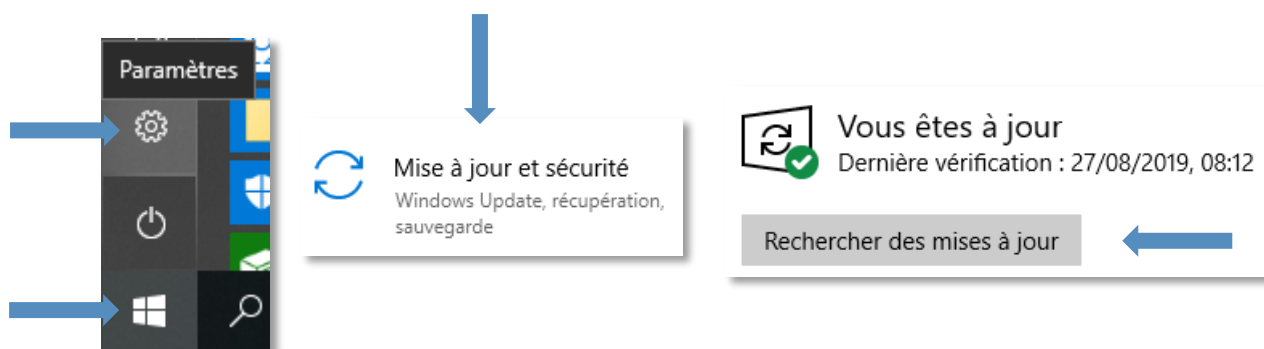 Paramètres
Mise à jour et sécurité
Windows Update, récupération,
sauvegarde
Vous êtes à jour
Dernière vérification : 27/08/2019, 08:12
Rechercher des mises à jour